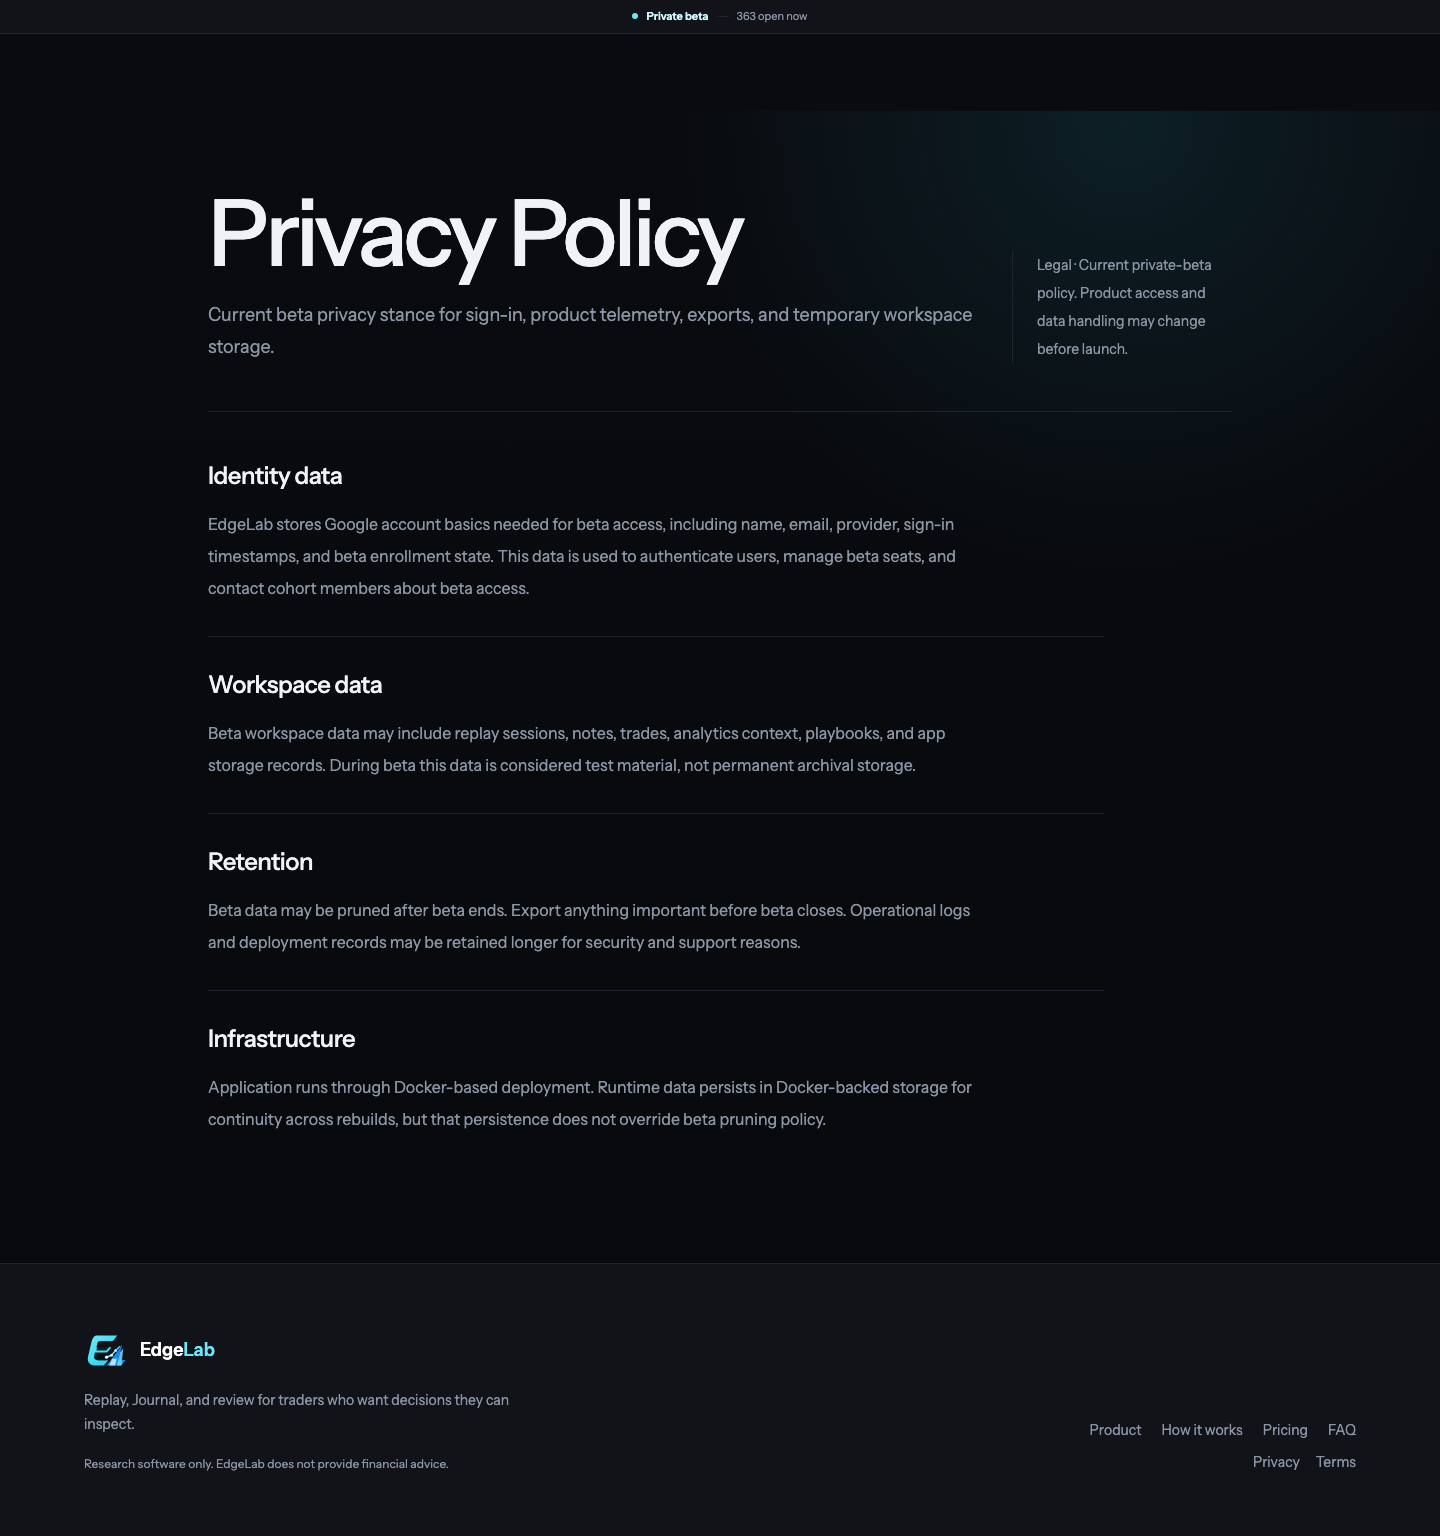 Private beta — 363 open now
Privacy Policy
Current beta privacy stance for sign-in, product telemetry, exports, and temporary workspace
storage.
Legal · Current private-beta
policy. Product access and
data handling may change
before launch.
Identity data
EdgeLab stores Google account basics needed for beta access, including name, email, provider, sign-in
timestamps, and beta enrollment state. This data is used to authenticate users, manage beta seats, and
contact cohort members about beta access.
Workspace data
Beta workspace data may include replay sessions, notes, trades, analytics context, playbooks, and app
storage records. During beta this data is considered test material, not permanent archival storage.
Retention
Beta data may be pruned after beta ends. Export anything important before beta closes. Operational logs
and deployment records may be retained longer for security and support reasons.
Infrastructure
Application runs through Docker-based deployment. Runtime data persists in Docker-backed storage for
continuity across rebuilds, but that persistence does not override beta pruning policy.
EdgeLab
Replay, Journal, and review for traders who want decisions they can
inspect.
Research software only. EdgeLab does not provide financial advice.
Product How it works Pricing FAQ
Privacy Terms